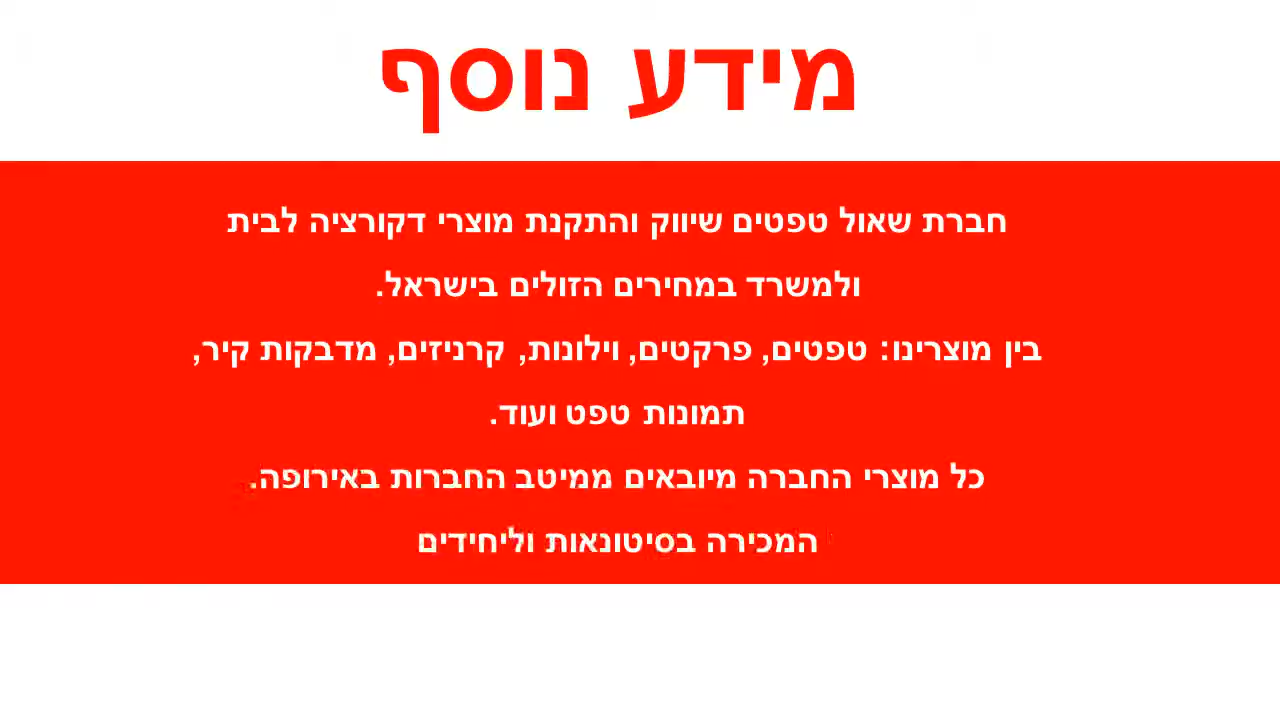 מידע נוסף
חברת שאול טפטים שיווק והתקנת מוצרי דקורציה לבית
ולמשרד במחירים הזולים בישראל.
בין מוצרינו: טפטים, פרקטים, וילונות, קרניזים, מדבקות קיר,
תמונות טפט ועוד.
כל מוצרי החברה מיובאים ממיטב החברות באירופה.
המכירה בסיטונאות וליחידים